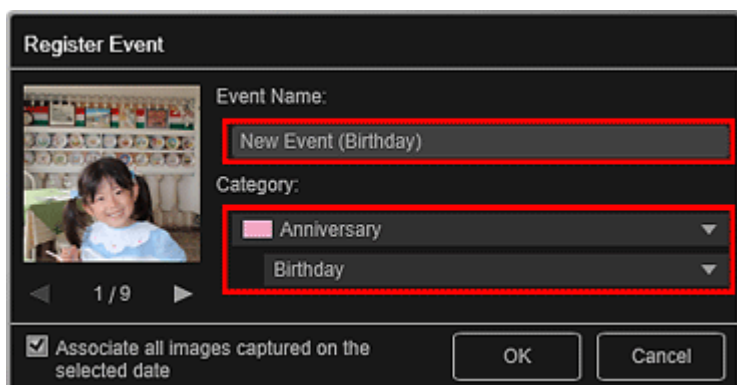 Register Event
Event Name:
New Event (Birthday)
Category:
Anniversary
Birthday
1/9
Associate all images captured on the
selected date
OK
Cancel